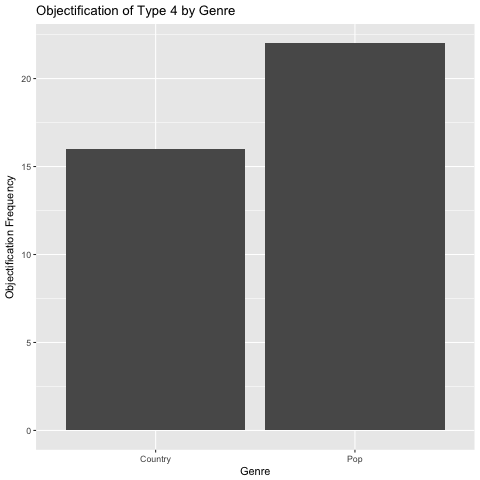 Objectification of Type 4 by Genre
Objectification Frequency
20
15
10
5
0
Country Pop
Genre